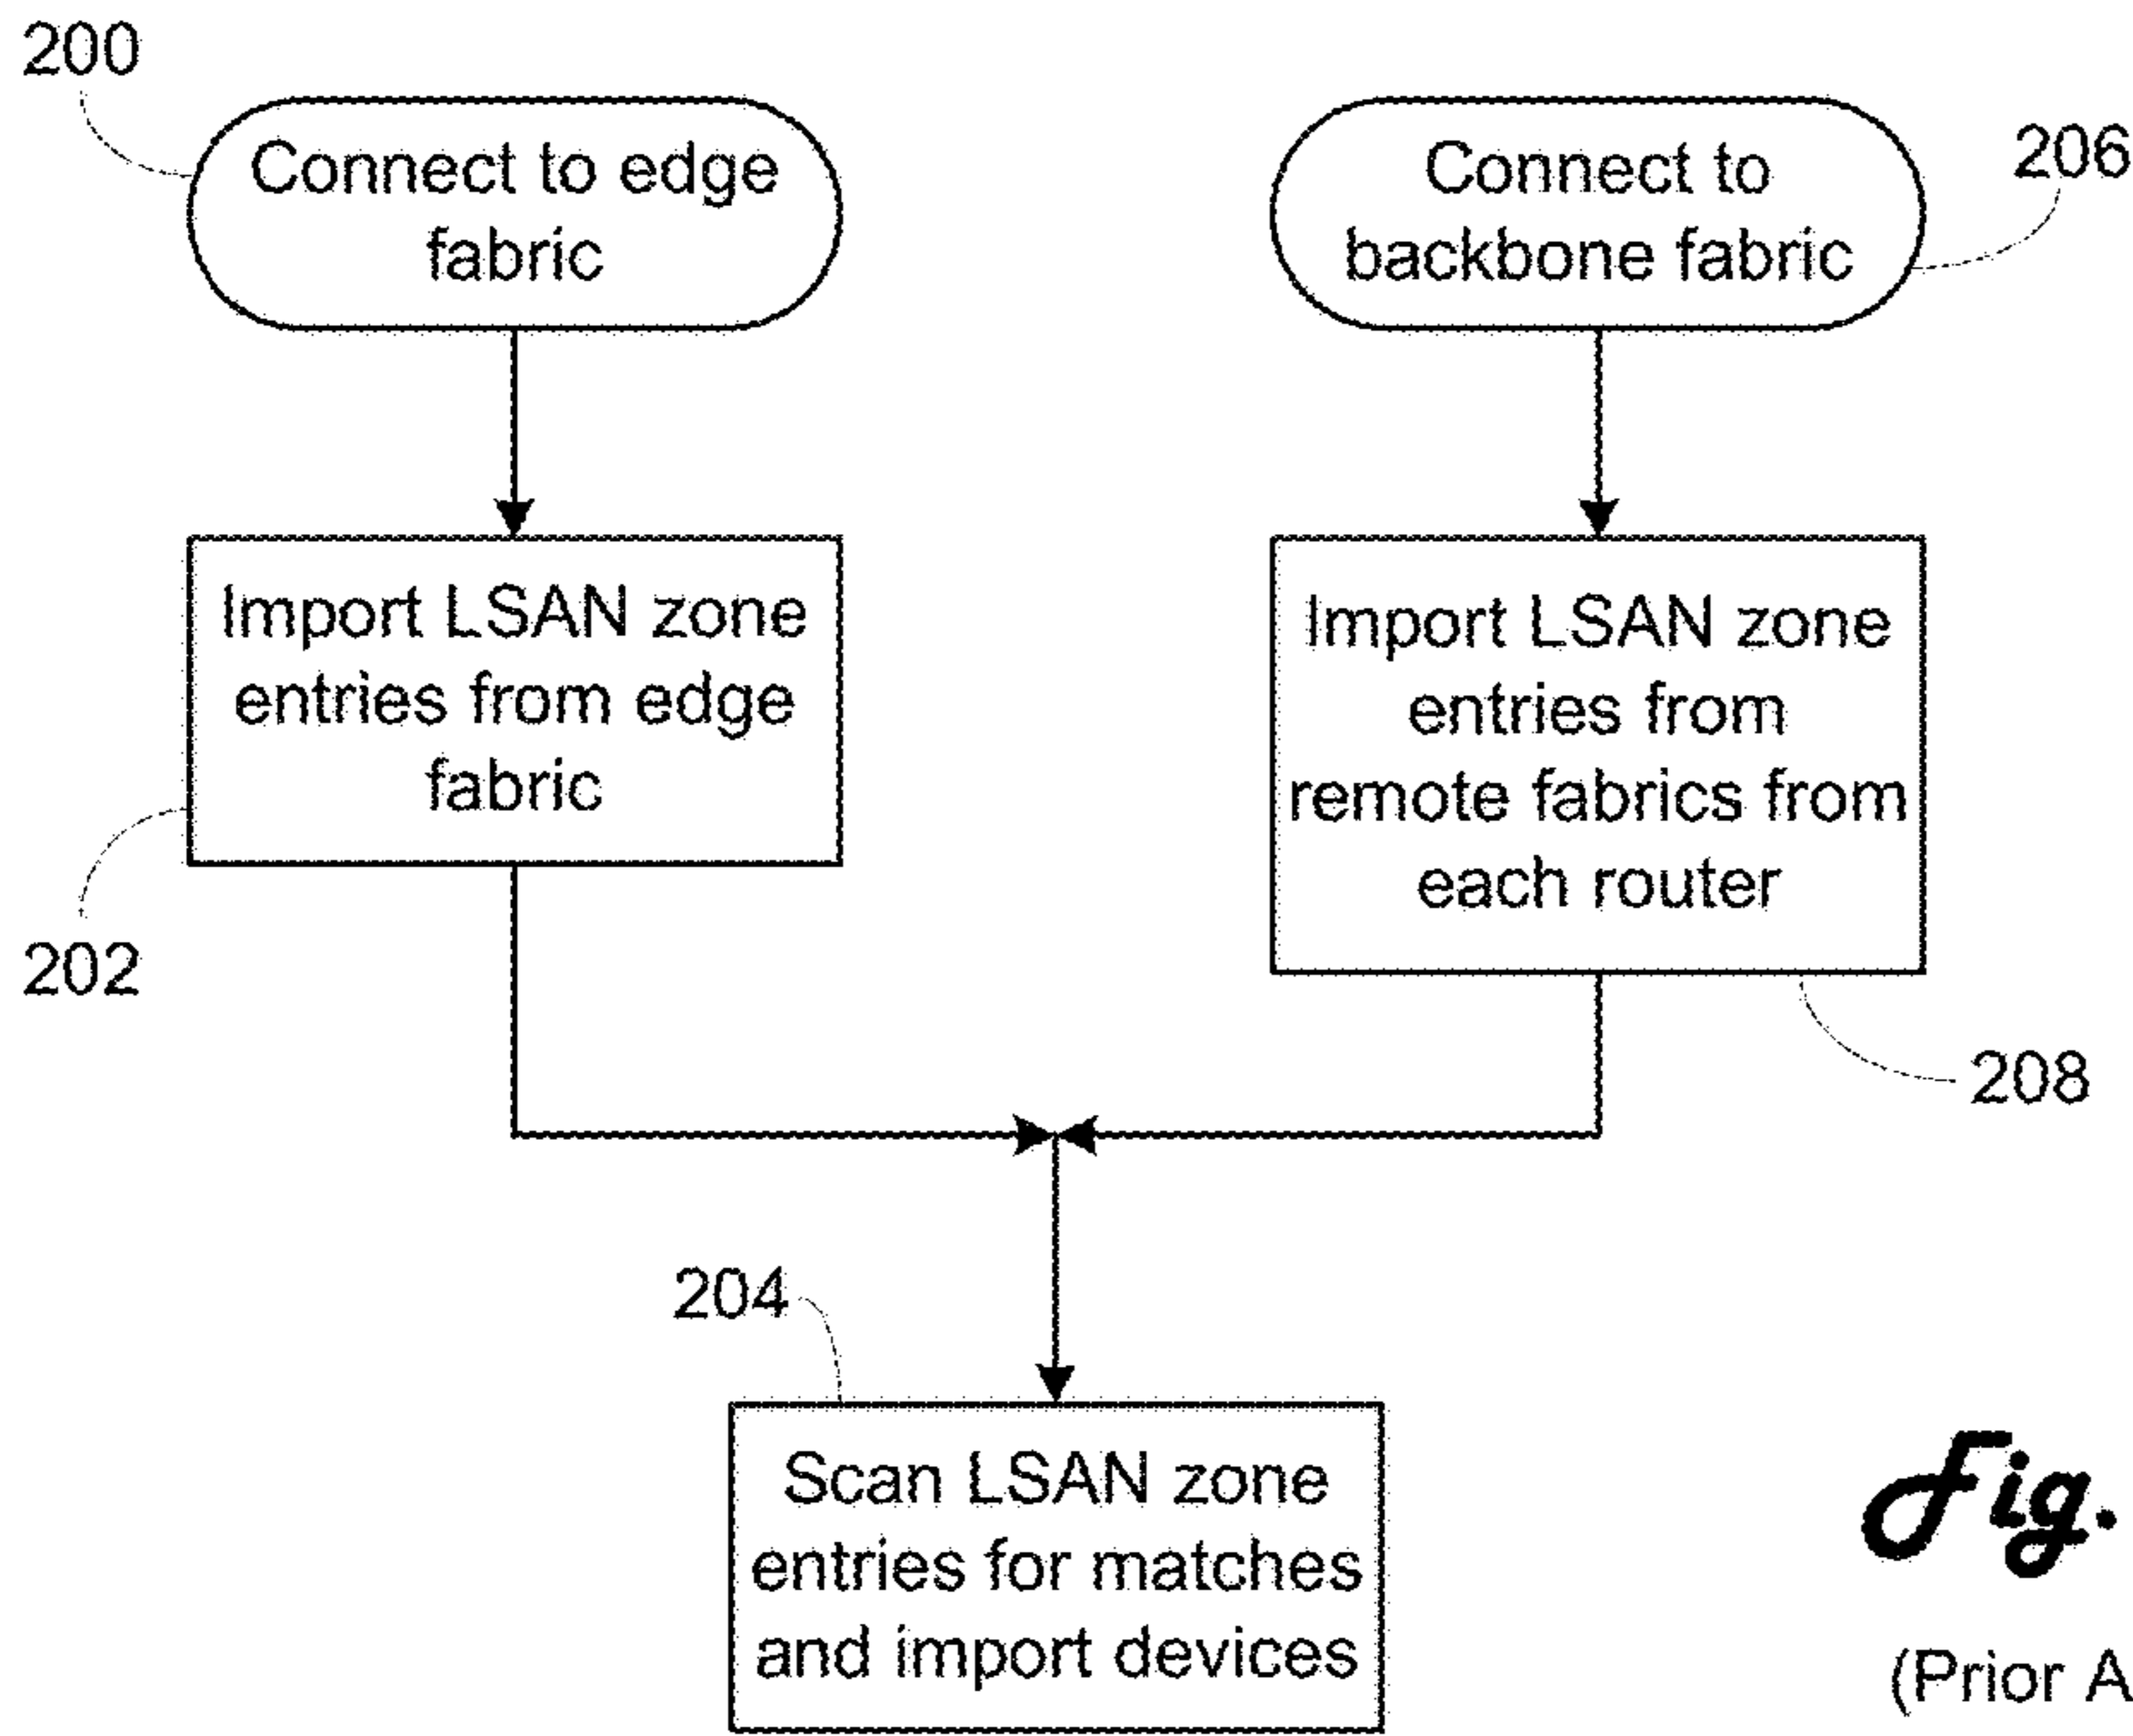 200
Connect to edge
fabric
Connect to
backbone fabric
206
Import LSAN zone
entries from edge
fabric
202
Import LSAN zone
entries from
remote fabrics from
each router
208
204
Scan LSAN zone
entries for matches
and import devices
Fig.
(Prior A